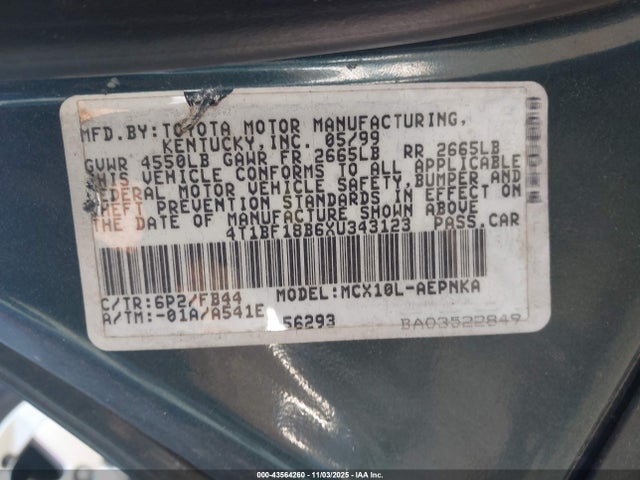 MFD.BY:TOYOTA MOTOR MANUFACTURING,
KENTUCKY,INC. 05/99
GVWR 4550LB GAWR FR 2665LB RR 2665LB
THIS VEHICLE CONFORMS TO ALL APPLICABLE
FEDERAL MOTOR VEHICLE SAFETY,BUMPER AND
THEFT PREVENTION STANDARDS IN EFFECT ON
THE DATE OF MANUFACTURE SHOWN ABOVE
4T1BF18B6XU343123 PASS.CAR
C/TR:6P2/FB44 MODEL:MCX10L-AEPNKA
A/TM:-01A/A541E 56293 BA03522849
000-43564260 - 11/03/2025 - IAA Inc.